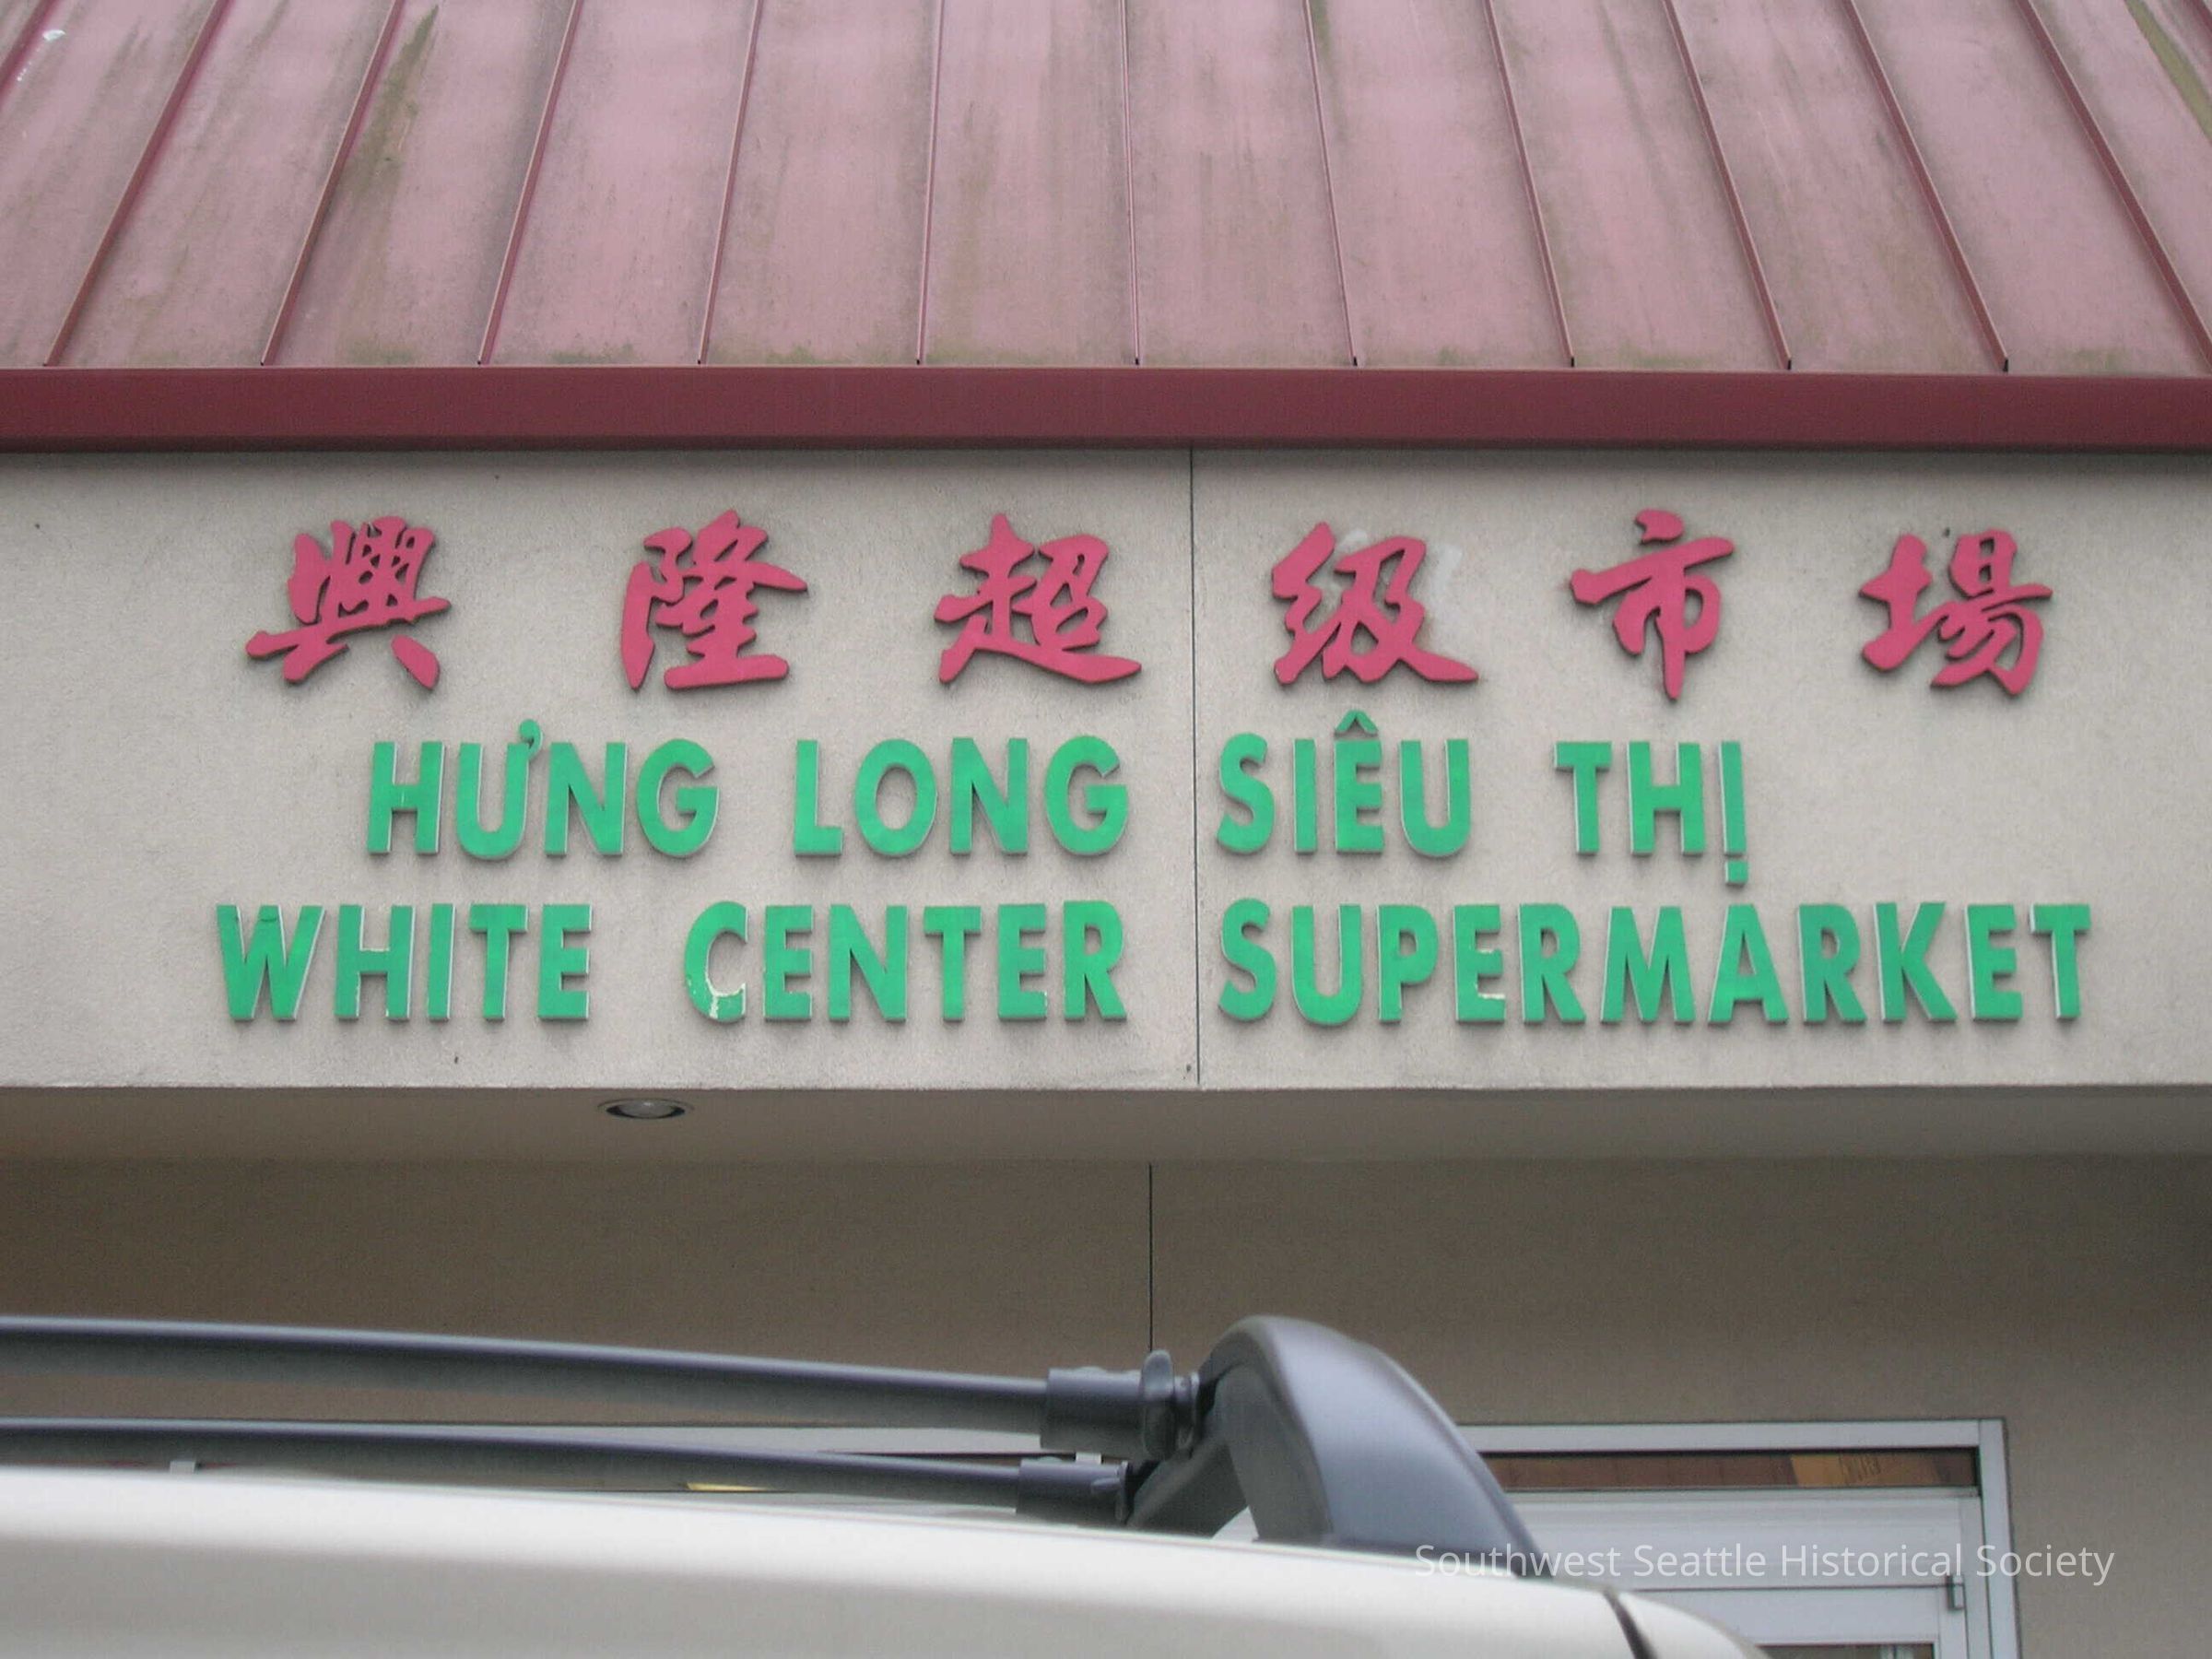 興隆超级市場
HƯNG LONG SIÊU THỊ
WHITE CENTER SUPERMARKET
Southwest Seattle Historical Society